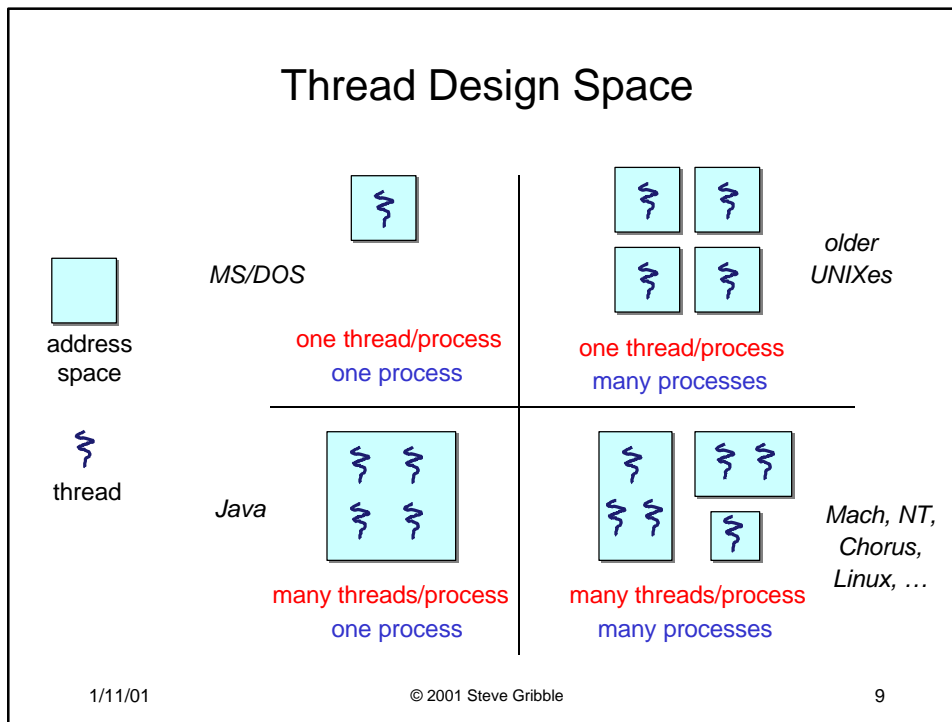 Thread Design Space
address
space
thread
MS/DOS
one thread/process
one process
older
UNIXes
one thread/process
many processes
Java
many threads/process
one process
Mach, NT,
Chorus,
Linux, …
many threads/process
many processes
1/11/01
© 2001 Steve Gribble
9